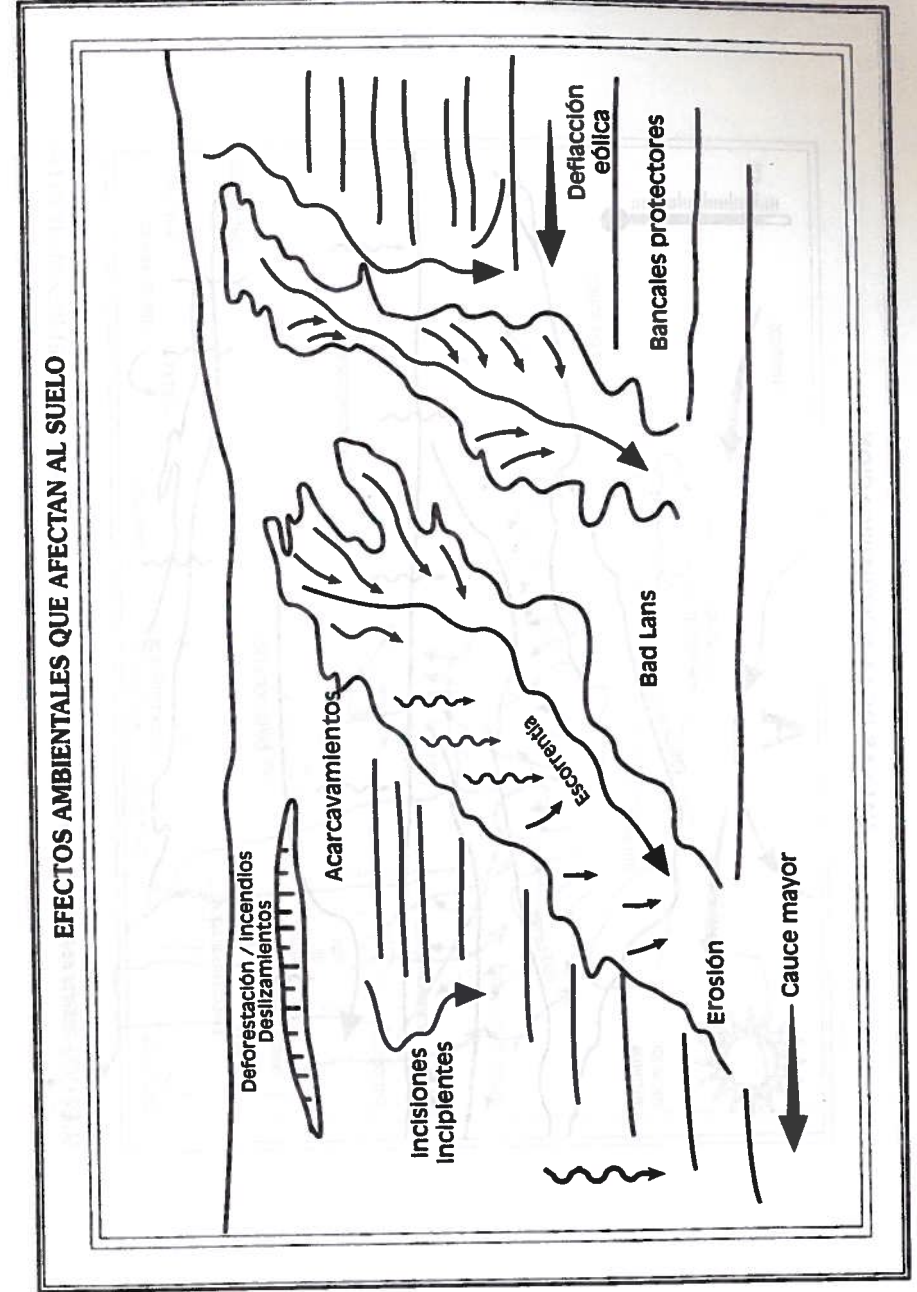 EFECTOS AMBIENTALES QUE AFECTAN AL SUELO
Deforestación / Incendios
Deslizamientos
Acarcavamientos
Incisiones
Incipientes
Escorrentía
Erosión
Cauce mayor
Bad Lans
Deflacción
eólica
Bancales protectores